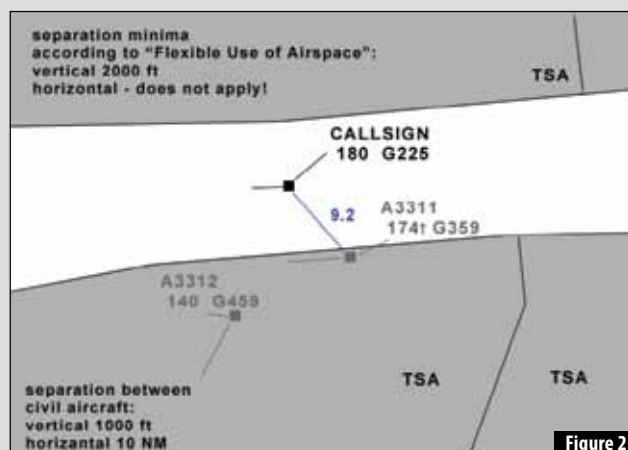 separation minima
according to “Flexible Use of Airspace”:
vertical 2000 ft
horizontal - does not apply!
TSA
CALLSIGN
180 G225
9.2
A3311
174↑ G359
A3312
140 G459
TSA
TSA
separation between
civil aircraft:
vertical 1000 ft
horizantal 10 NM
Figure 2